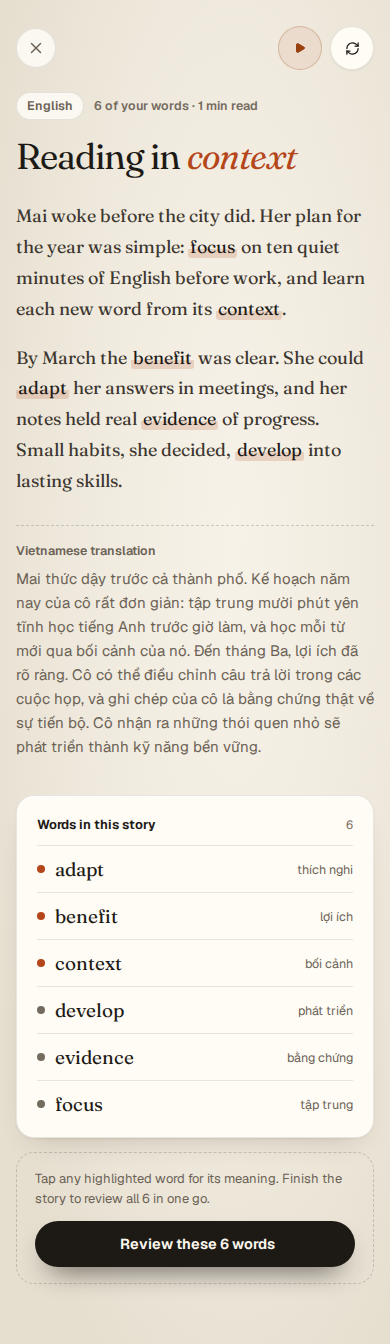 English
6 of your words · 1 min read
Reading in context
Mai woke before the city did. Her plan for
the year was simple: focus on ten quiet
minutes of English before work, and learn
each new word from its context.
By March the benefit was clear. She could
adapt her answers in meetings, and her
notes held real evidence of progress.
Small habits, she decided, develop into
lasting skills.
Vietnamese translation
Mai thức dậy trước cả thành phố. Kế hoạch năm
nay của cô rất đơn giản: tập trung mười phút yên
tĩnh học tiếng Anh trước giờ làm, và học mỗi từ
mới qua bối cảnh của nó. Đến tháng Ba, lợi ích đã
rõ ràng. Cô có thể điều chỉnh câu trả lời trong các
cuộc họp, và ghi chép của cô là bằng chứng thật về
sự tiến bộ. Cô nhận ra những thói quen nhỏ sẽ
phát triển thành kỹ năng bền vững.
Words in this story 6
adapt thích nghi
benefit lợi ích
context bối cảnh
develop phát triển
evidence bằng chứng
focus tập trung
Tap any highlighted word for its meaning. Finish the
story to review all 6 in one go.
Review these 6 words